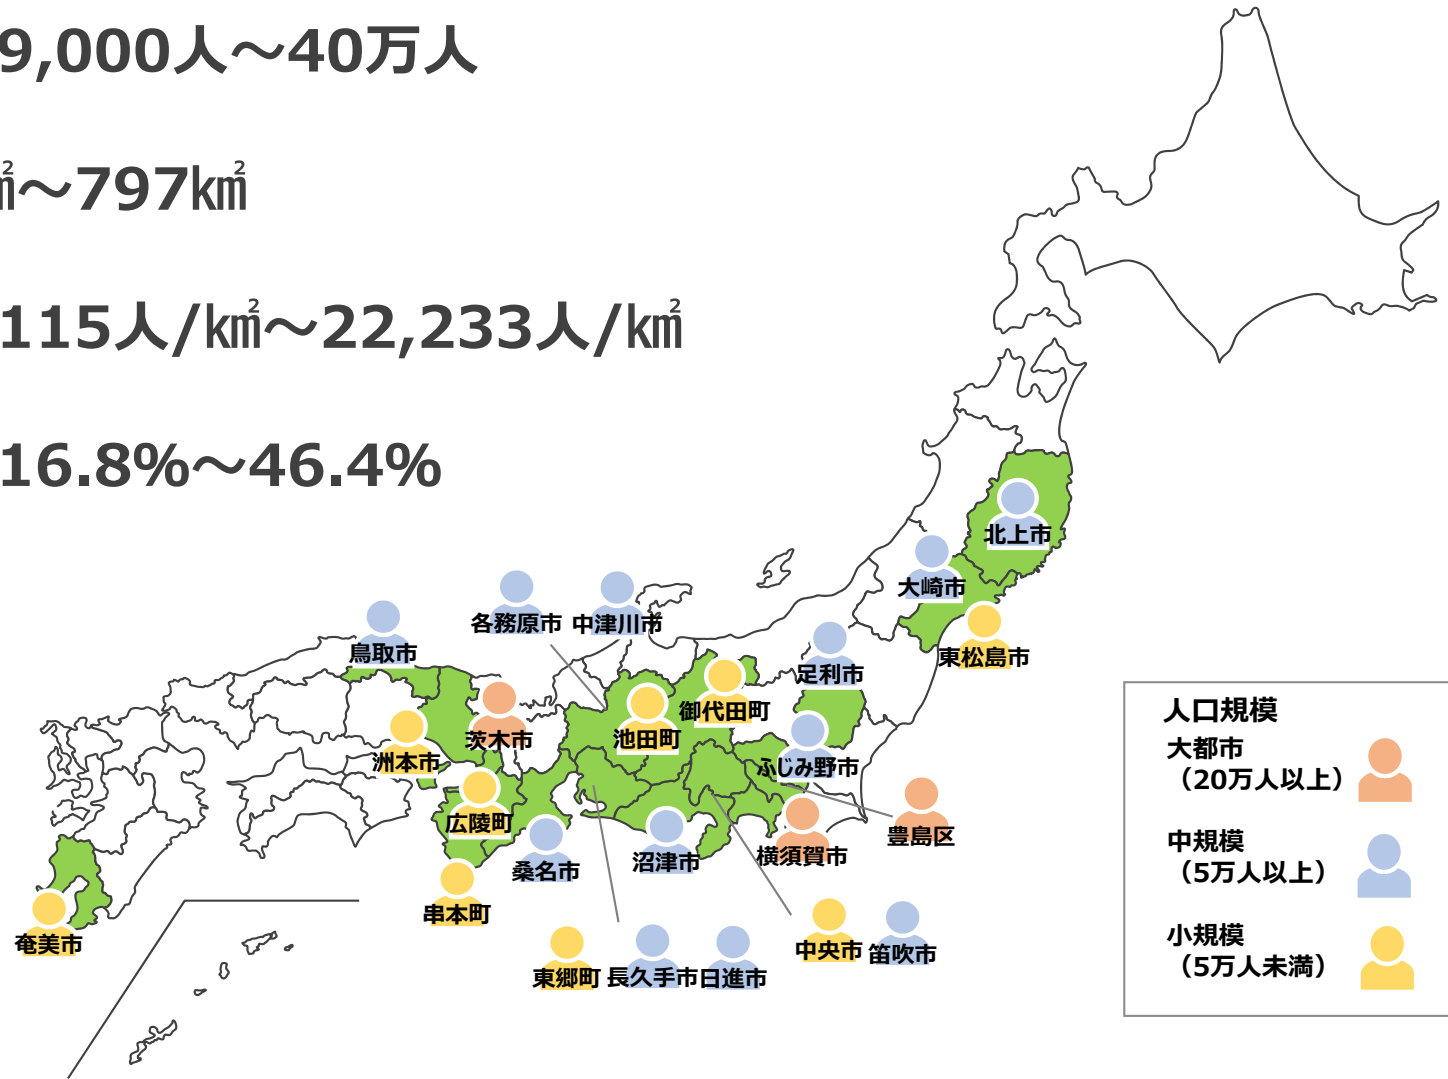 9,000人～40万人
㎡～797k㎡
115人/k㎡～22,233人/k㎡
16.8%～46.4%
北上市
大崎市
東松島市
各務原市
中津川市
鳥取市
足利市
御代田町
池田町
茨木市
洲本市
ふじみ野市
広陵町
桑名市
沼津市
横須賀市
豊島区
串本町
奄美市
東郷町
長久手市
日進市
中央市
笛吹市
人口規模
大都市
（20万人以上）
中規模
（5万人以上）
小規模
（5万人未満）